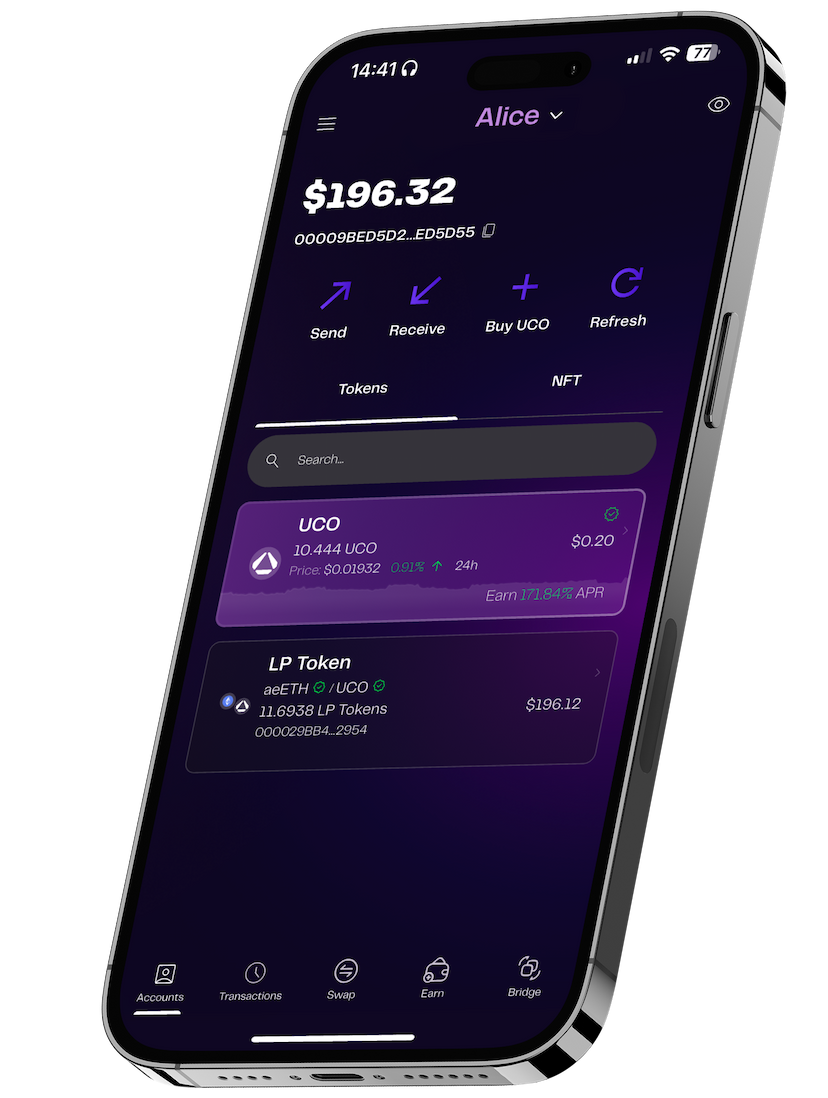 14:41 77
Alice
$196.32
00009BED5D2...ED5D55
Send Receive Buy UCO Refresh
Tokens NFT
Search...
UCO
10.444 UCO $0.20
Price: $0.01932 0.91% ↑ 24h
Earn 171.84% APR
LP Token
aeETH / UCO
11.6938 LP Tokens $196.12
000029BB4...2954
Accounts Transactions Swap Earn Bridge